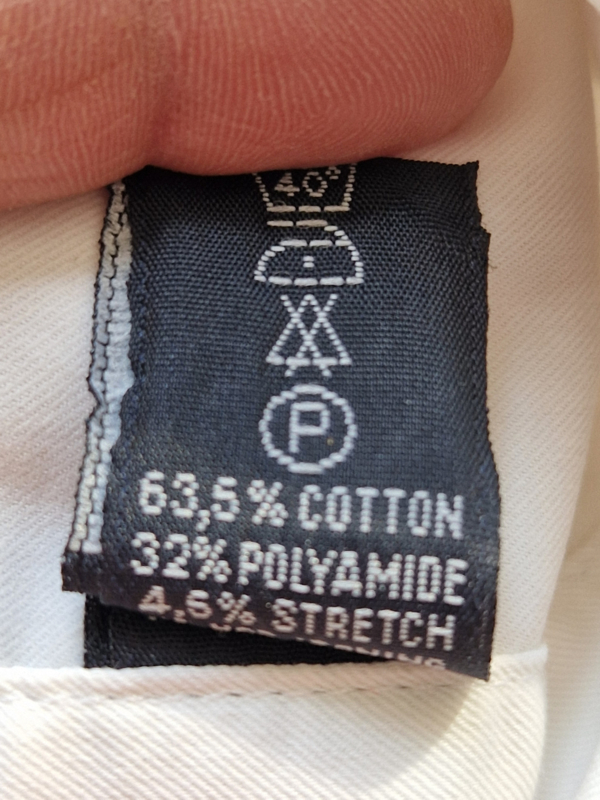 40°
P
63,5% COTTON
32% POLYAMIDE
4,5% STRETCH